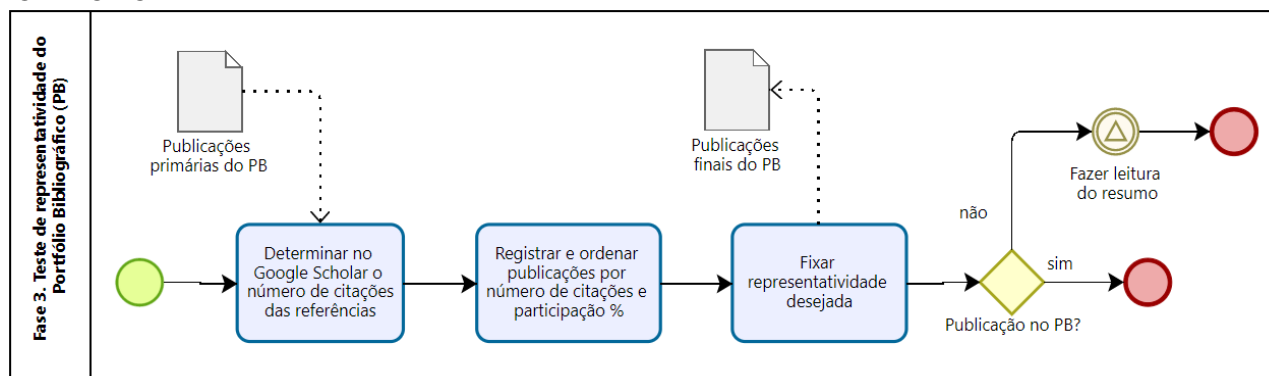 Fase 3. Teste de representatividade do
Portfólio Bibliográfico (PB)
Publicações
primárias do PB
Publicações
finais do PB
Determinar no
Google Scholar o
número de citações
das referências
Registrar e ordenar
publicações por
número de citações e
participação %
Fixar
representatividade
desejada
Publicação no PB?
não
sim
Fazer leitura
do resumo